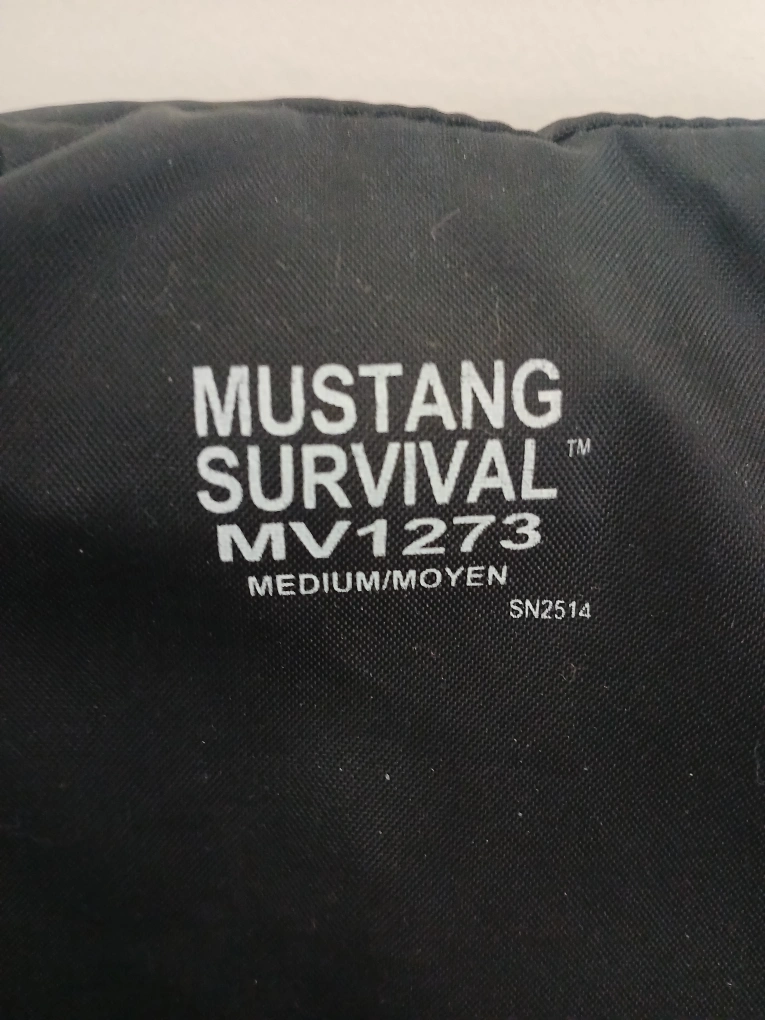 MUSTANG
SURVIVAL™
MV1273
MEDIUM/MOYEN
SN2514